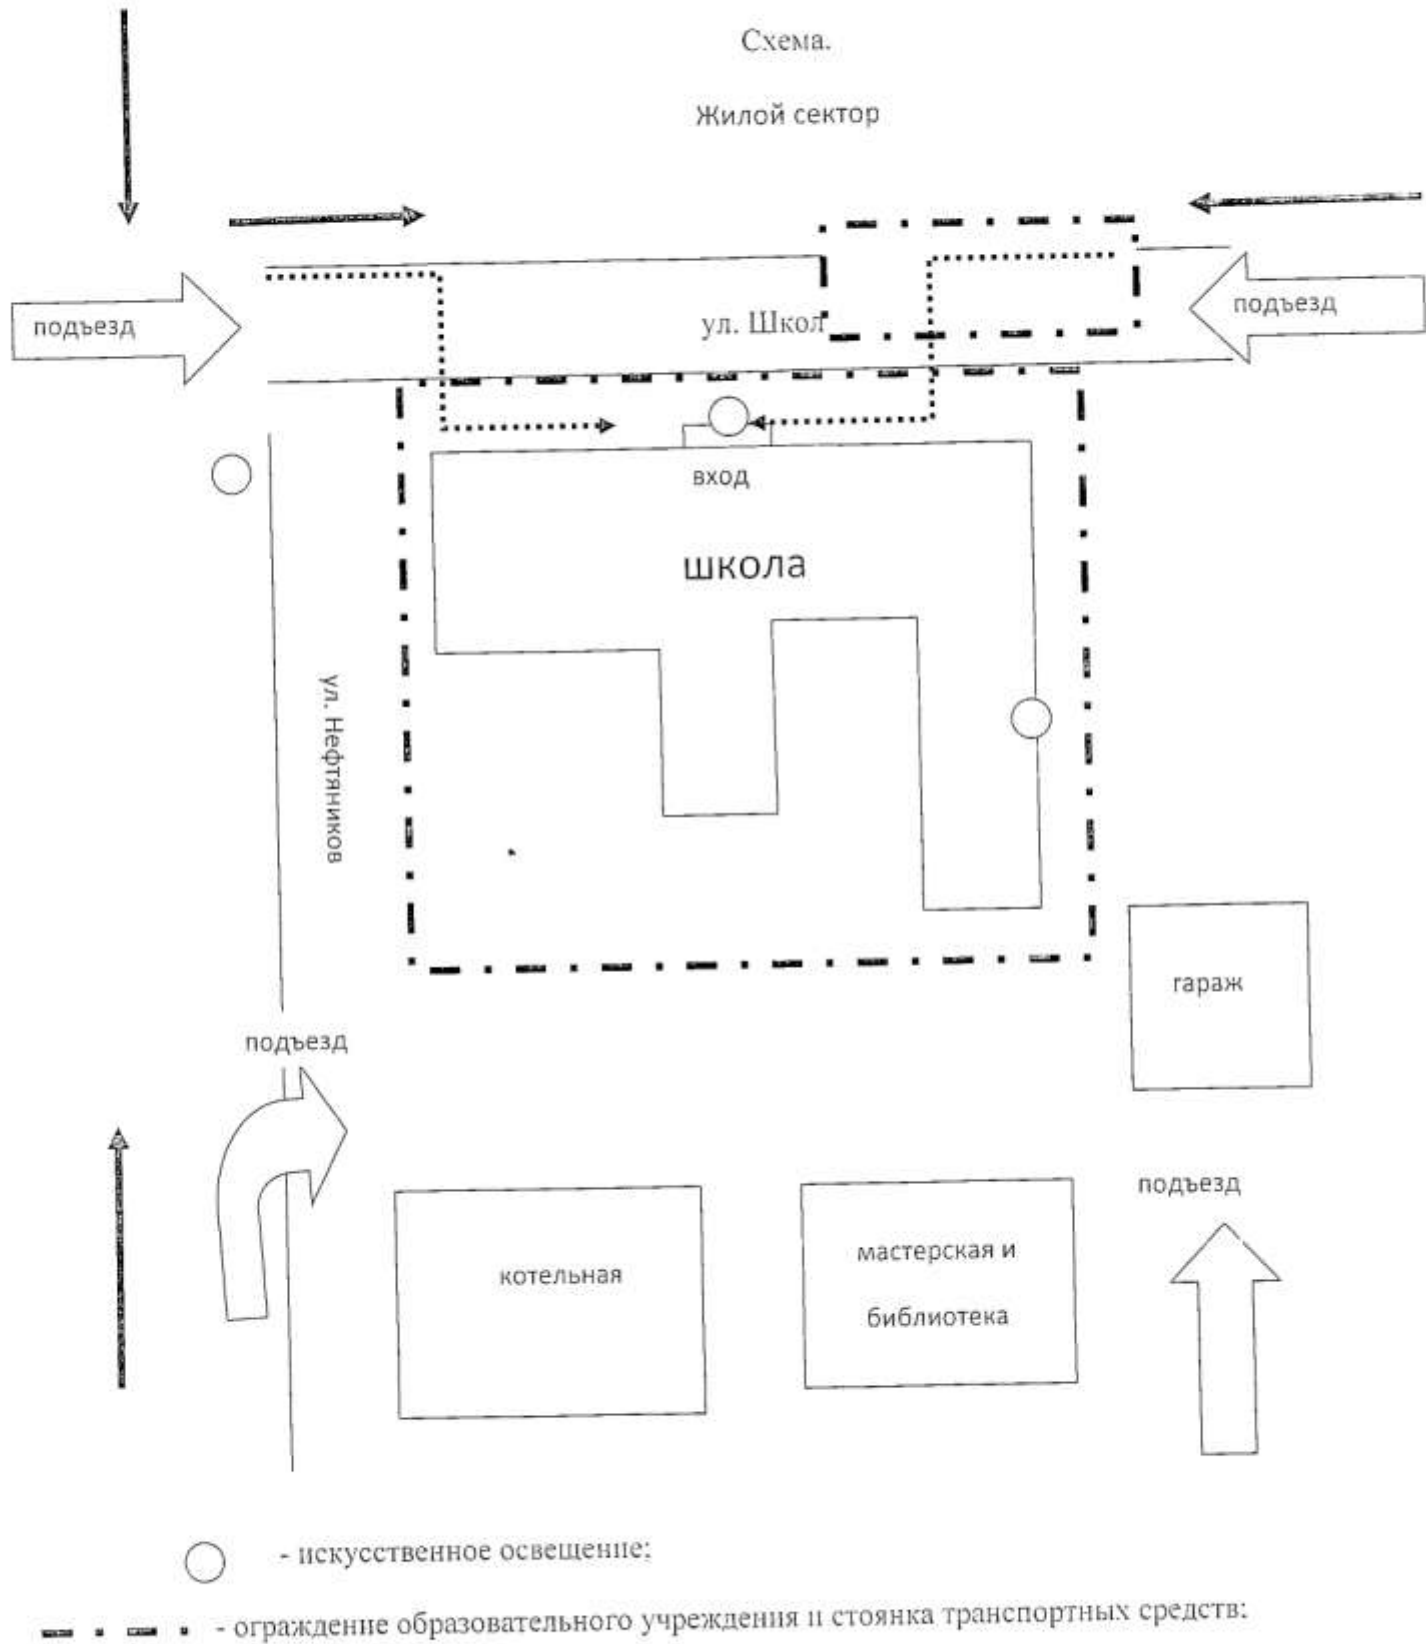 Схема.
Жилой сектор
подъезд
ул. Школ
подъезд
вход
школа
ул. Нефтяников
гараж
подъезд
подъезд
котельная
мастерская и
библиотека
- искусственное освещение;
- ограждение образовательного учреждения и стоянка транспортных средств;